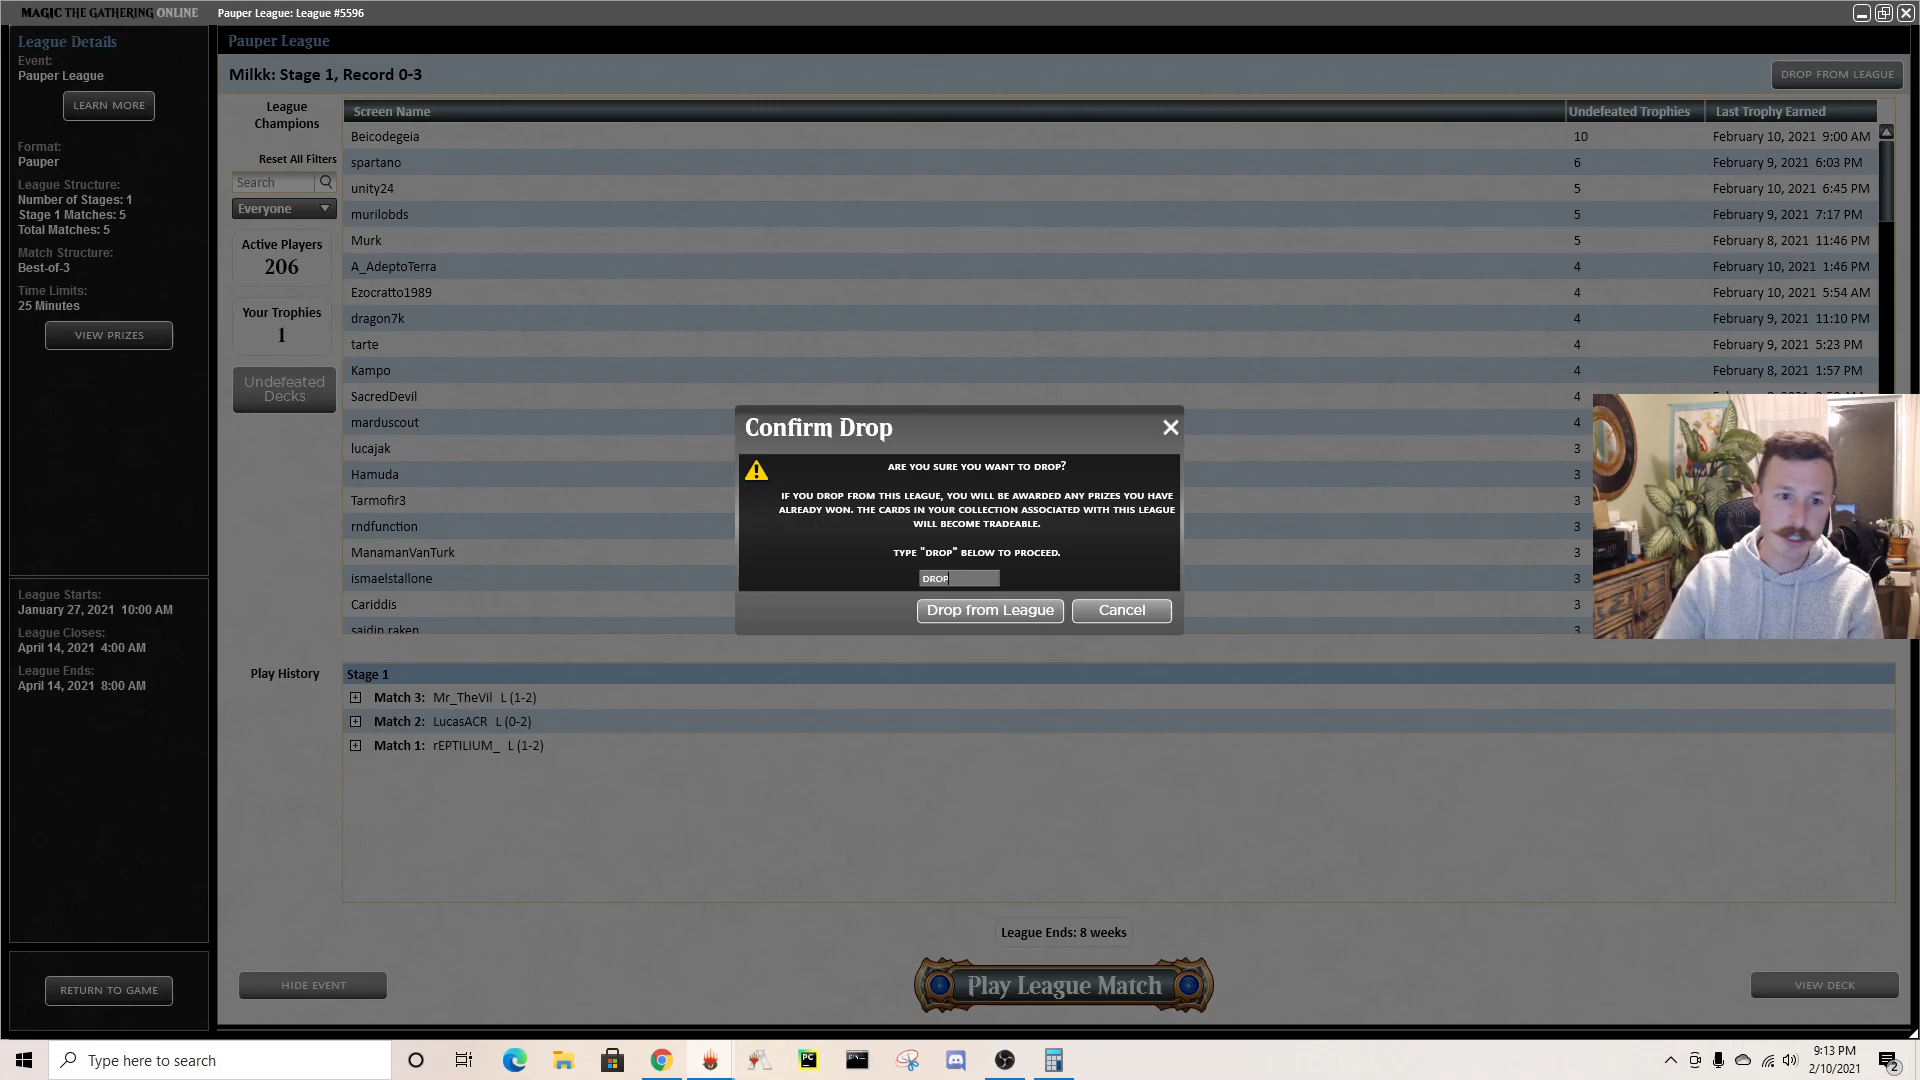 MAGIC THE GATHERING ONLINE
Pauper League: League #5596
League Details
Event:
Pauper League
LEARN MORE
Format:
Pauper
League Structure:
Number of Stages: 1
Stage 1 Matches: 5
Total Matches: 5
Match Structure:
Best-of-3
Time Limits:
25 Minutes
VIEW PRIZES
League Starts:
January 27, 2021 10:00 AM
League Closes:
April 14, 2021 4:00 AM
League Ends:
April 14, 2021 8:00 AM
RETURN TO GAME
Pauper League
Milkk: Stage 1, Record 0-3
DROP FROM LEAGUE
League
Champions
Reset All Filters
Search
Everyone
Active Players
206
Your Trophies
1
Undefeated
Decks
Screen Name Undefeated Trophies Last Trophy Earned
Beicodegeia 10 February 10, 2021 9:00 AM
spartano 6 February 9, 2021 6:03 PM
unity24 5 February 10, 2021 6:45 PM
murilobds 5 February 9, 2021 7:17 PM
Murk 5 February 8, 2021 11:46 PM
A_AdeptoTerra 4 February 10, 2021 1:46 PM
Ezocratto1989 4 February 10, 2021 5:54 AM
dragon7k 4 February 9, 2021 11:10 PM
tarte 4 February 9, 2021 5:23 PM
Kampo 4 February 8, 2021 1:57 PM
SacredDevil 4
marduscout 4
lucajak 3
Hamuda 3
Tarmofir3 3
rndfunction 3
ManamanVanTurk 3
ismaelstallone 3
Cariddis 3
saidin.raken 3
Confirm Drop
ARE YOU SURE YOU WANT TO DROP?
IF YOU DROP FROM THIS LEAGUE, YOU WILL BE AWARDED ANY PRIZES YOU HAVE
ALREADY WON. THE CARDS IN YOUR COLLECTION ASSOCIATED WITH THIS LEAGUE
WILL BECOME TRADEABLE.
TYPE "DROP" BELOW TO PROCEED.
DROP
Drop from League
Cancel
Play History
Stage 1
Match 3: Mr_TheVil L (1-2)
Match 2: LucasACR L (0-2)
Match 1: rEPTILIUM_ L (1-2)
League Ends: 8 weeks
HIDE EVENT
Play League Match
VIEW DECK
Type here to search
PC
9:13 PM
2/10/2021
2